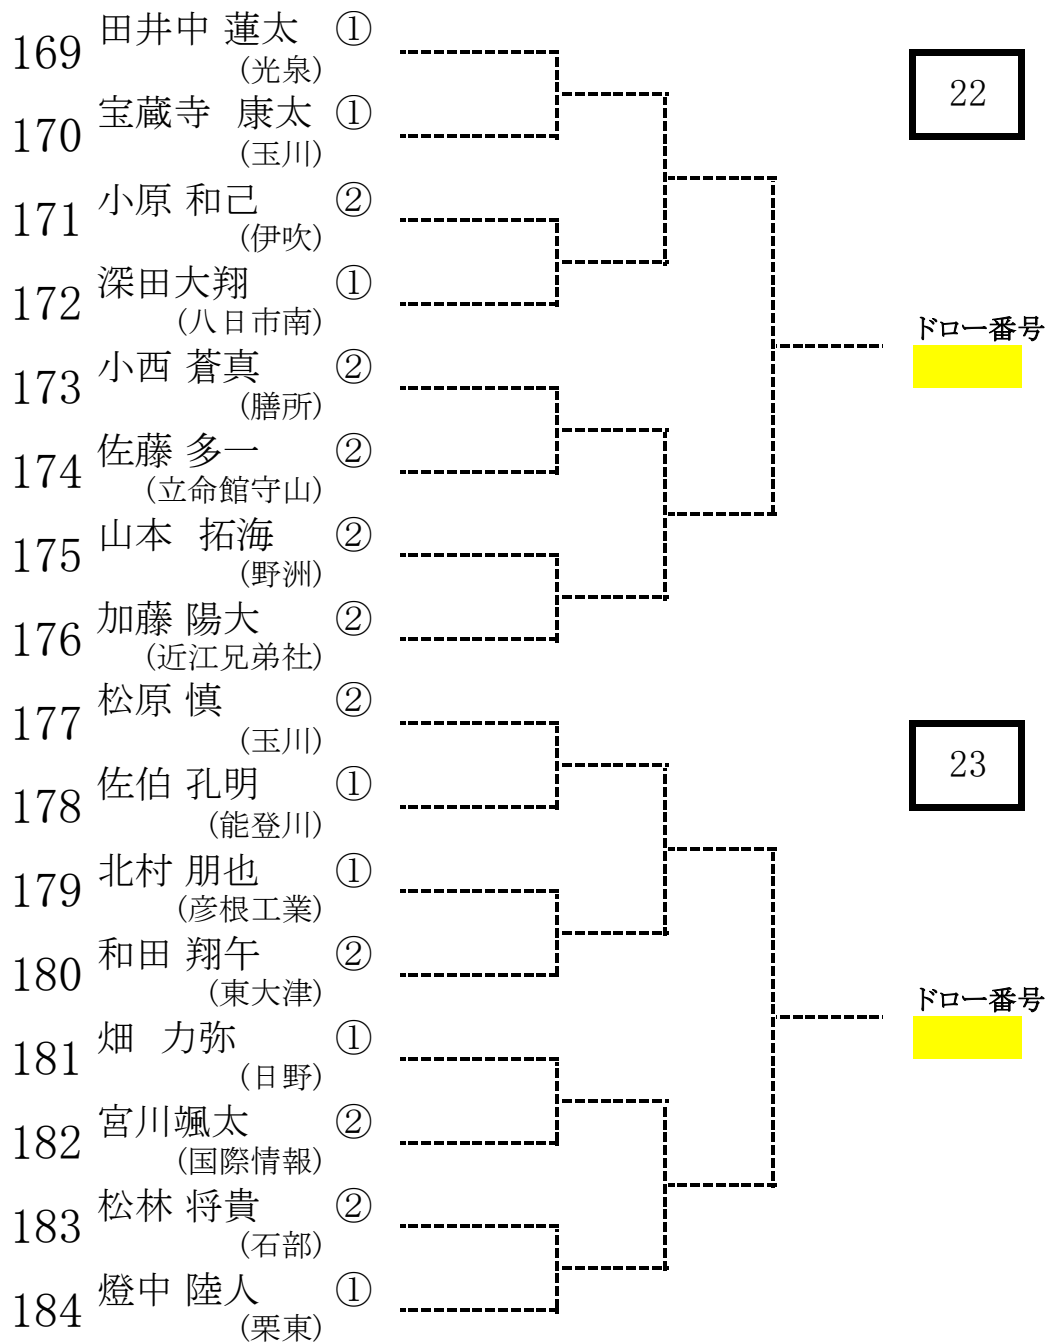 169 田井中 蓮太 ①
(光泉)
22
170 宝蔵寺 康太 ①
(玉川)
171 小原 和己 ②
(伊吹)
172 深田大翔 ①
(八日市南)
ドロー番号
173 小西 蒼真 ②
(膳所)
174 佐藤 多一 ②
(立命館守山)
175 山本 拓海 ②
(野洲)
176 加藤 陽大 ②
(近江兄弟社)
177 松原 慎 ②
(玉川)
23
178 佐伯 孔明 ①
(能登川)
179 北村 朋也 ①
(彦根工業)
180 和田 翔午 ②
(東大津)
ドロー番号
181 畑 力弥 ①
(日野)
182 宮川颯太 ②
(国際情報)
183 松林 将貴 ②
(石部)
184 燈中 陸人 ①
(栗東)